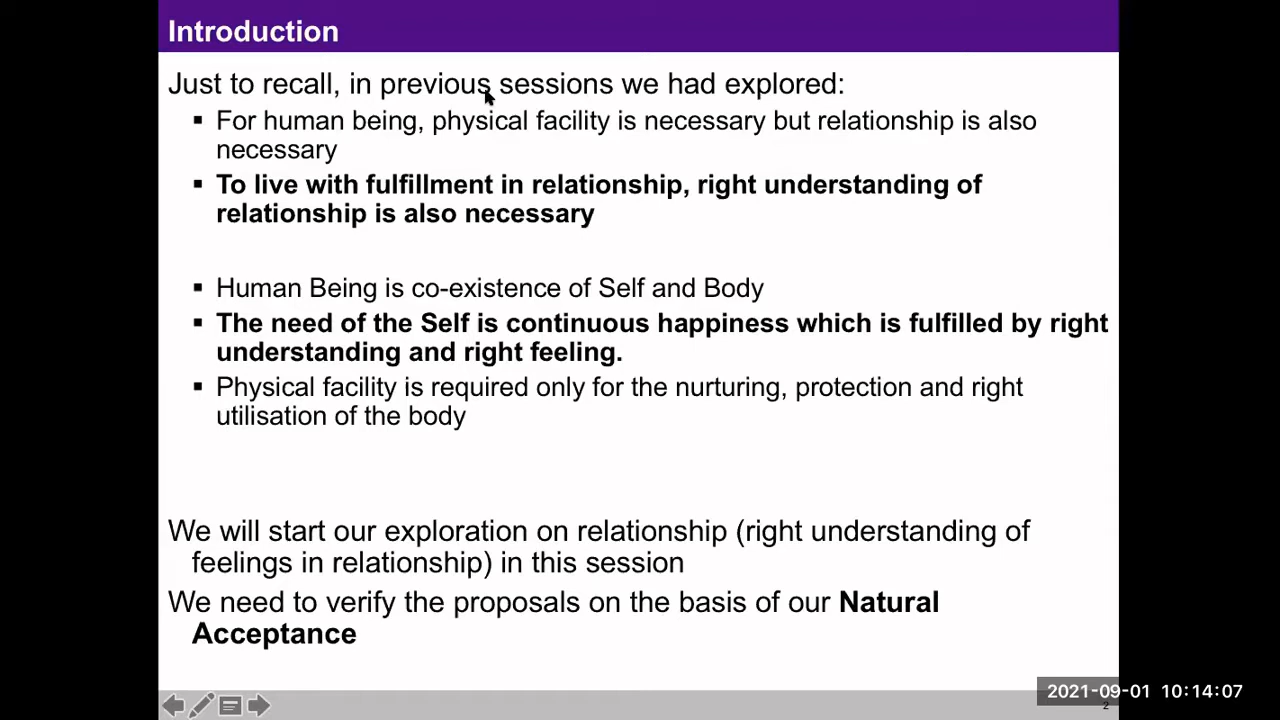 Introduction
Just to recall, in previous sessions we had explored:
▪ For human being, physical facility is necessary but relationship is also
necessary
▪ To live with fulfillment in relationship, right understanding of
relationship is also necessary
▪ Human Being is co-existence of Self and Body
▪ The need of the Self is continuous happiness which is fulfilled by right
understanding and right feeling.
▪ Physical facility is required only for the nurturing, protection and right
utilisation of the body
We will start our exploration on relationship (right understanding of
feelings in relationship) in this session
We need to verify the proposals on the basis of our Natural
Acceptance
2021-09-01 10:14:07
2